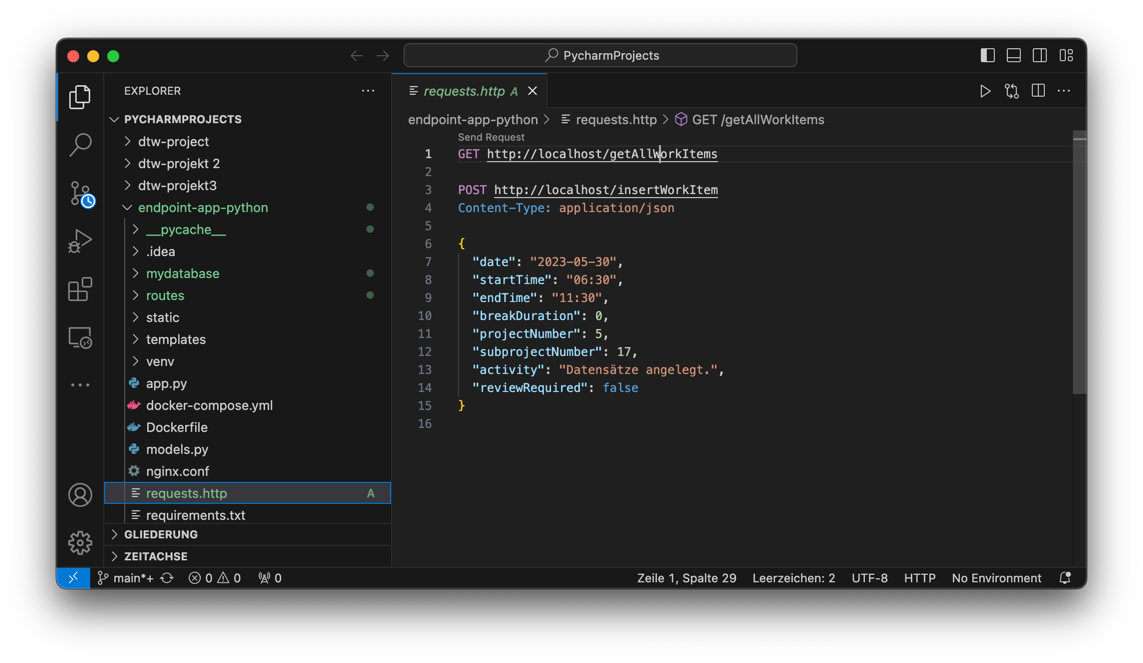 PycharmProjects
EXPLORER
PYCHARMPROJECTS
dtw-project
dtw-projekt 2
dtw-projekt3
endpoint-app-python
__pycache__
.idea
mydatabase
routes
static
templates
venv
app.py
docker-compose.yml
Dockerfile
models.py
nginx.conf
requests.http A
requirements.txt
GLIEDERUNG
ZEITACHSE
requests.http A
endpoint-app-python > requests.http > GET /getAllWorkItems
Send Request
1 GET http://localhost/getAllWorkItems
2
3 POST http://localhost/insertWorkItem
4 Content-Type: application/json
5
6 {
7 "date": "2023-05-30",
8 "startTime": "06:30",
9 "endTime": "11:30",
10 "breakDuration": 0,
11 "projectNumber": 5,
12 "subprojectNumber": 17,
13 "activity": "Datensätze angelegt.",
14 "reviewRequired": false
15 }
16
main*+ 0 0 0 Zeile 1, Spalte 29 Leerzeichen: 2 UTF-8 HTTP No Environment